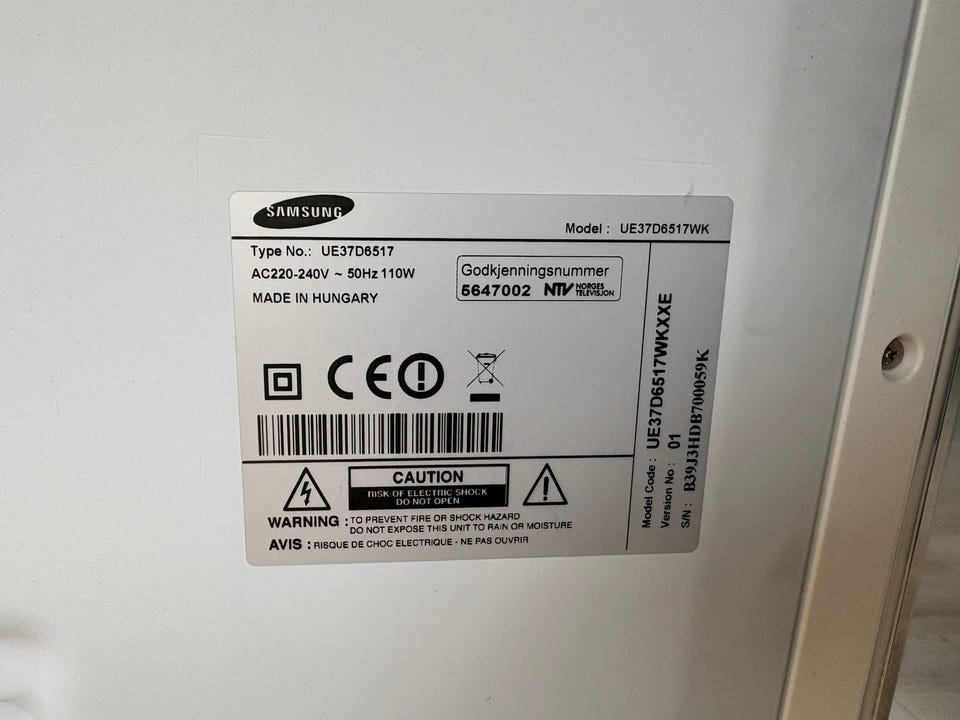 SAMSUNG
Model : UE37D6517WK
Type No.: UE37D6517
AC220-240V ~ 50Hz 110W
MADE IN HUNGARY
Godkjenningsnummer
5647002 NTV NORGES TELEVISJON
CE
CAUTION
RISK OF ELECTRIC SHOCK
DO NOT OPEN
WARNING : TO PREVENT FIRE OR SHOCK HAZARD
DO NOT EXPOSE THIS UNIT TO RAIN OR MOISTURE
AVIS : RISQUE DE CHOC ELECTRIQUE - NE PAS OUVRIR
Model Code : UE37D6517WKXXE
Version No : 01
S/N : B39J3HDB700059K